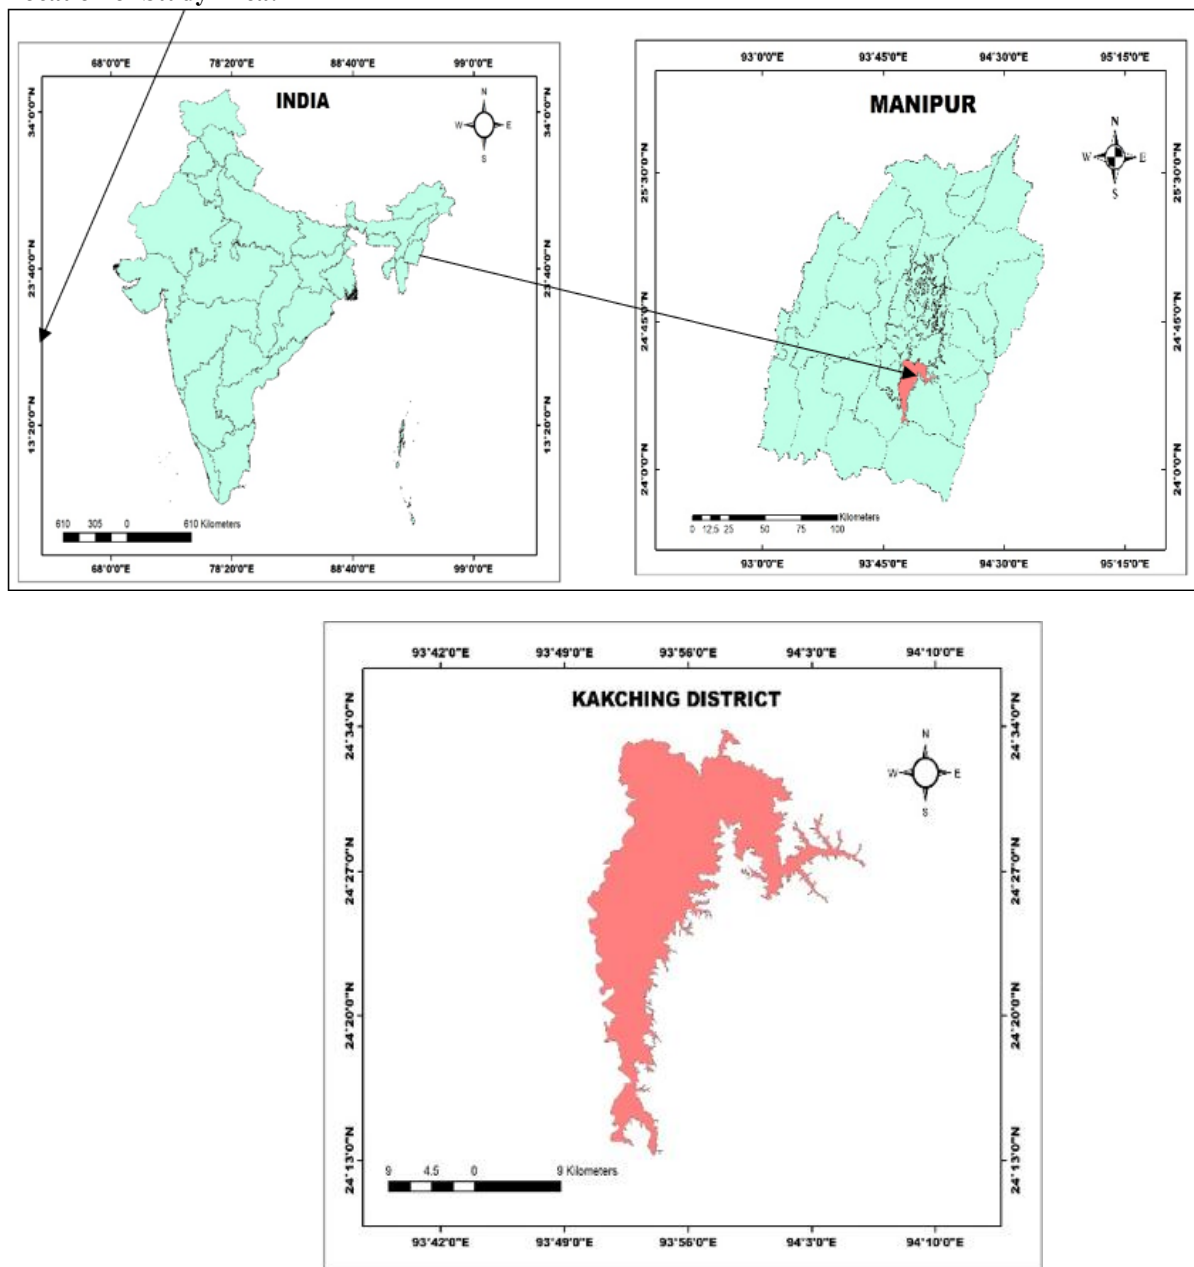 68°0'0"E 78°20'0"E 88°40'0"E 99°0'0"E
INDIA
N
W E
S
34°0'0"N
34°0'0"N
23°40'0"N
23°40'0"N
13°20'0"N
13°20'0"N
610 305 0 610 Kilometers
68°0'0"E 78°20'0"E 88°40'0"E 99°0'0"E
93°0'0"E 93°45'0"E 94°30'0"E 95°15'0"E
MANIPUR
N
W E
S
25°30'0"N
25°30'0"N
24°45'0"N
24°45'0"N
24°0'0"N
24°0'0"N
Kilometers
0 12.5 25 50 75 100
93°0'0"E 93°45'0"E 94°30'0"E 95°15'0"E
93°42'0"E 93°49'0"E 93°56'0"E 94°3'0"E 94°10'0"E
KAKCHING DISTRICT
N
W E
S
24°34'0"N
24°34'0"N
24°27'0"N
24°27'0"N
24°20'0"N
24°20'0"N
24°13'0"N
24°13'0"N
9 4.5 0 9 Kilometers
93°42'0"E 93°49'0"E 93°56'0"E 94°3'0"E 94°10'0"E